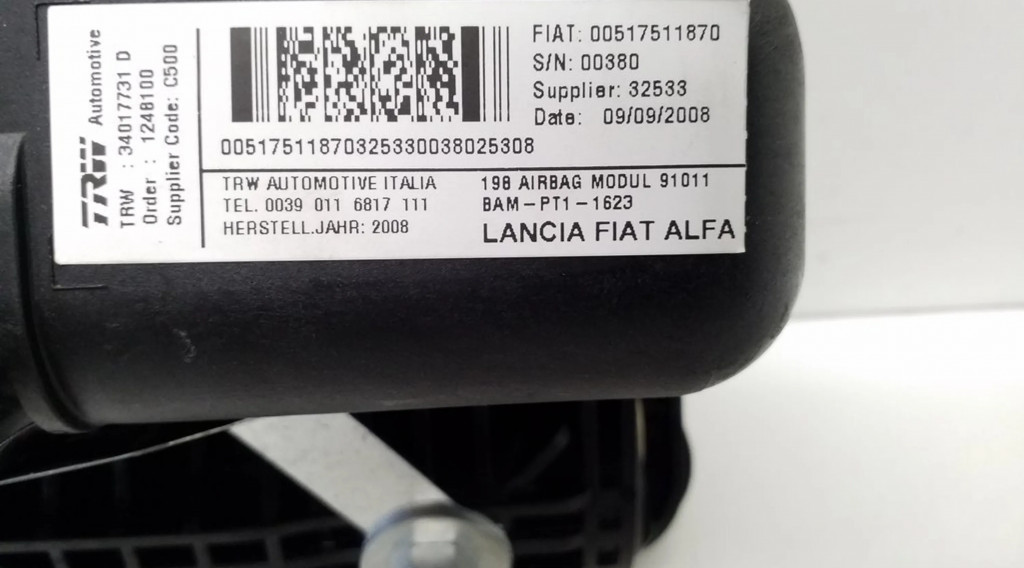 TRW Automotive
TRW : 34017731 D
Order : 124B100
Supplier Code: C500
FIAT: 00517511870
S/N: 00380
Supplier: 32533
Date: 09/09/2008
00517511870325330038025308
TRW AUTOMOTIVE ITALIA
TEL. 0039 011 6817 111
HERSTELL.JAHR: 2008
198 AIRBAG MODUL 91011
BAM-PT1-1623
LANCIA FIAT ALFA